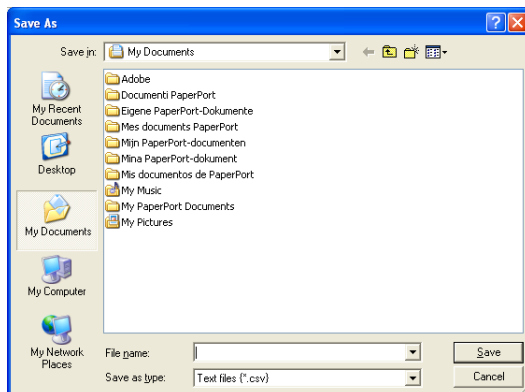 Save As
Save in:
My Documents
My Recent
Documents
Desktop
My Documents
My Computer
My Network
Places
Adobe
Documenti PaperPort
Eigene PaperPort-Dokumente
Mes documents PaperPort
Mijn PaperPort-documenten
Mina PaperPort-dokument
Mis documentos de PaperPort
My Music
My PaperPort Documents
My Pictures
File name:
Save
Save as type:
Text files {*.csv}
Cancel